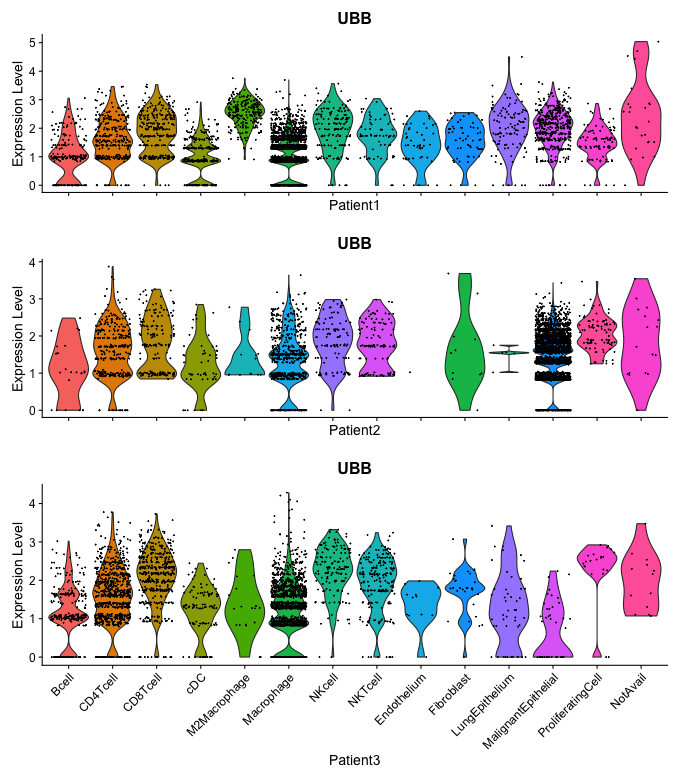 UBB
Expression Level
5
4
3
2
1
0
Patient1
UBB
Expression Level
4
3
2
1
0
Patient2
UBB
Expression Level
4
3
2
1
0
Bcell
CD4Tcell
CD8Tcell
cDC
M2Macrophage
Macrophage
NKcell
NKTcell
Endothelium
Fibroblast
LungEpithelium
MalignantEpithelial
ProliferatingCell
NotAvail
Patient3